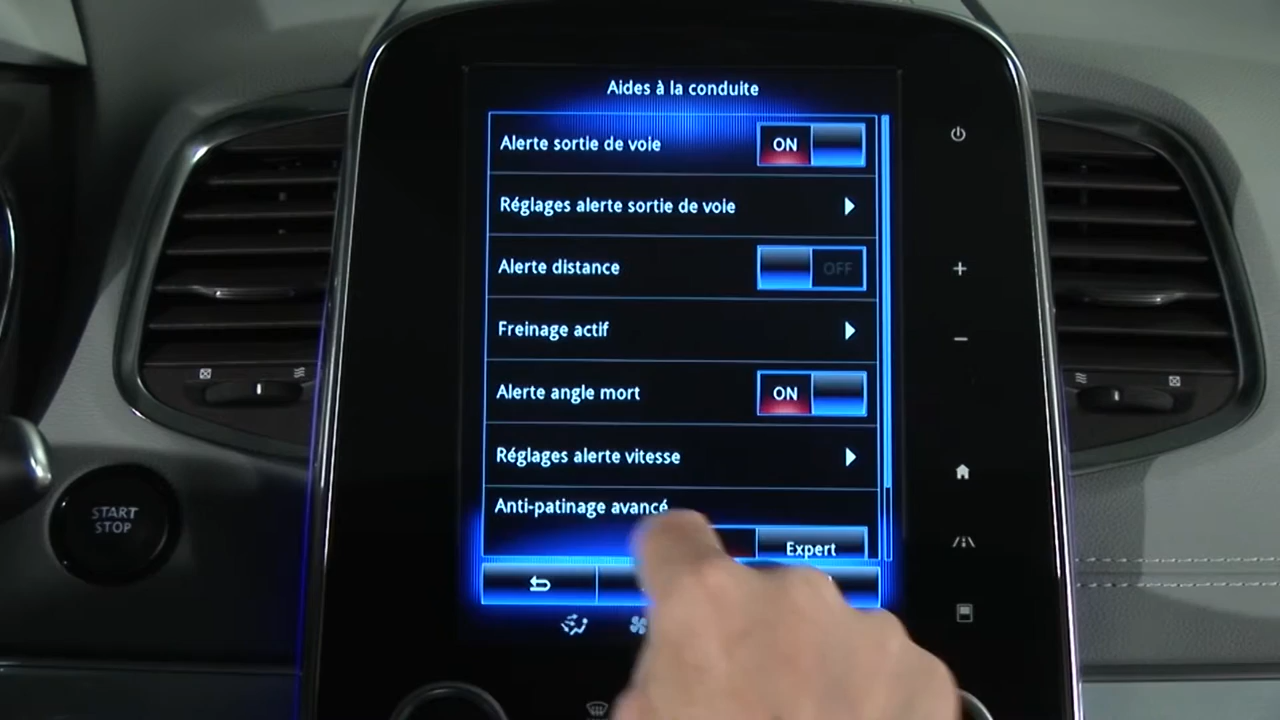 Aides à la conduite
Alerte sortie de voie
ON
Réglages alerte sortie de voie
Alerte distance
OFF
Freinage actif
Alerte angle mort
ON
Réglages alerte vitesse
Anti-patinage avancé
Expert
START
STOP